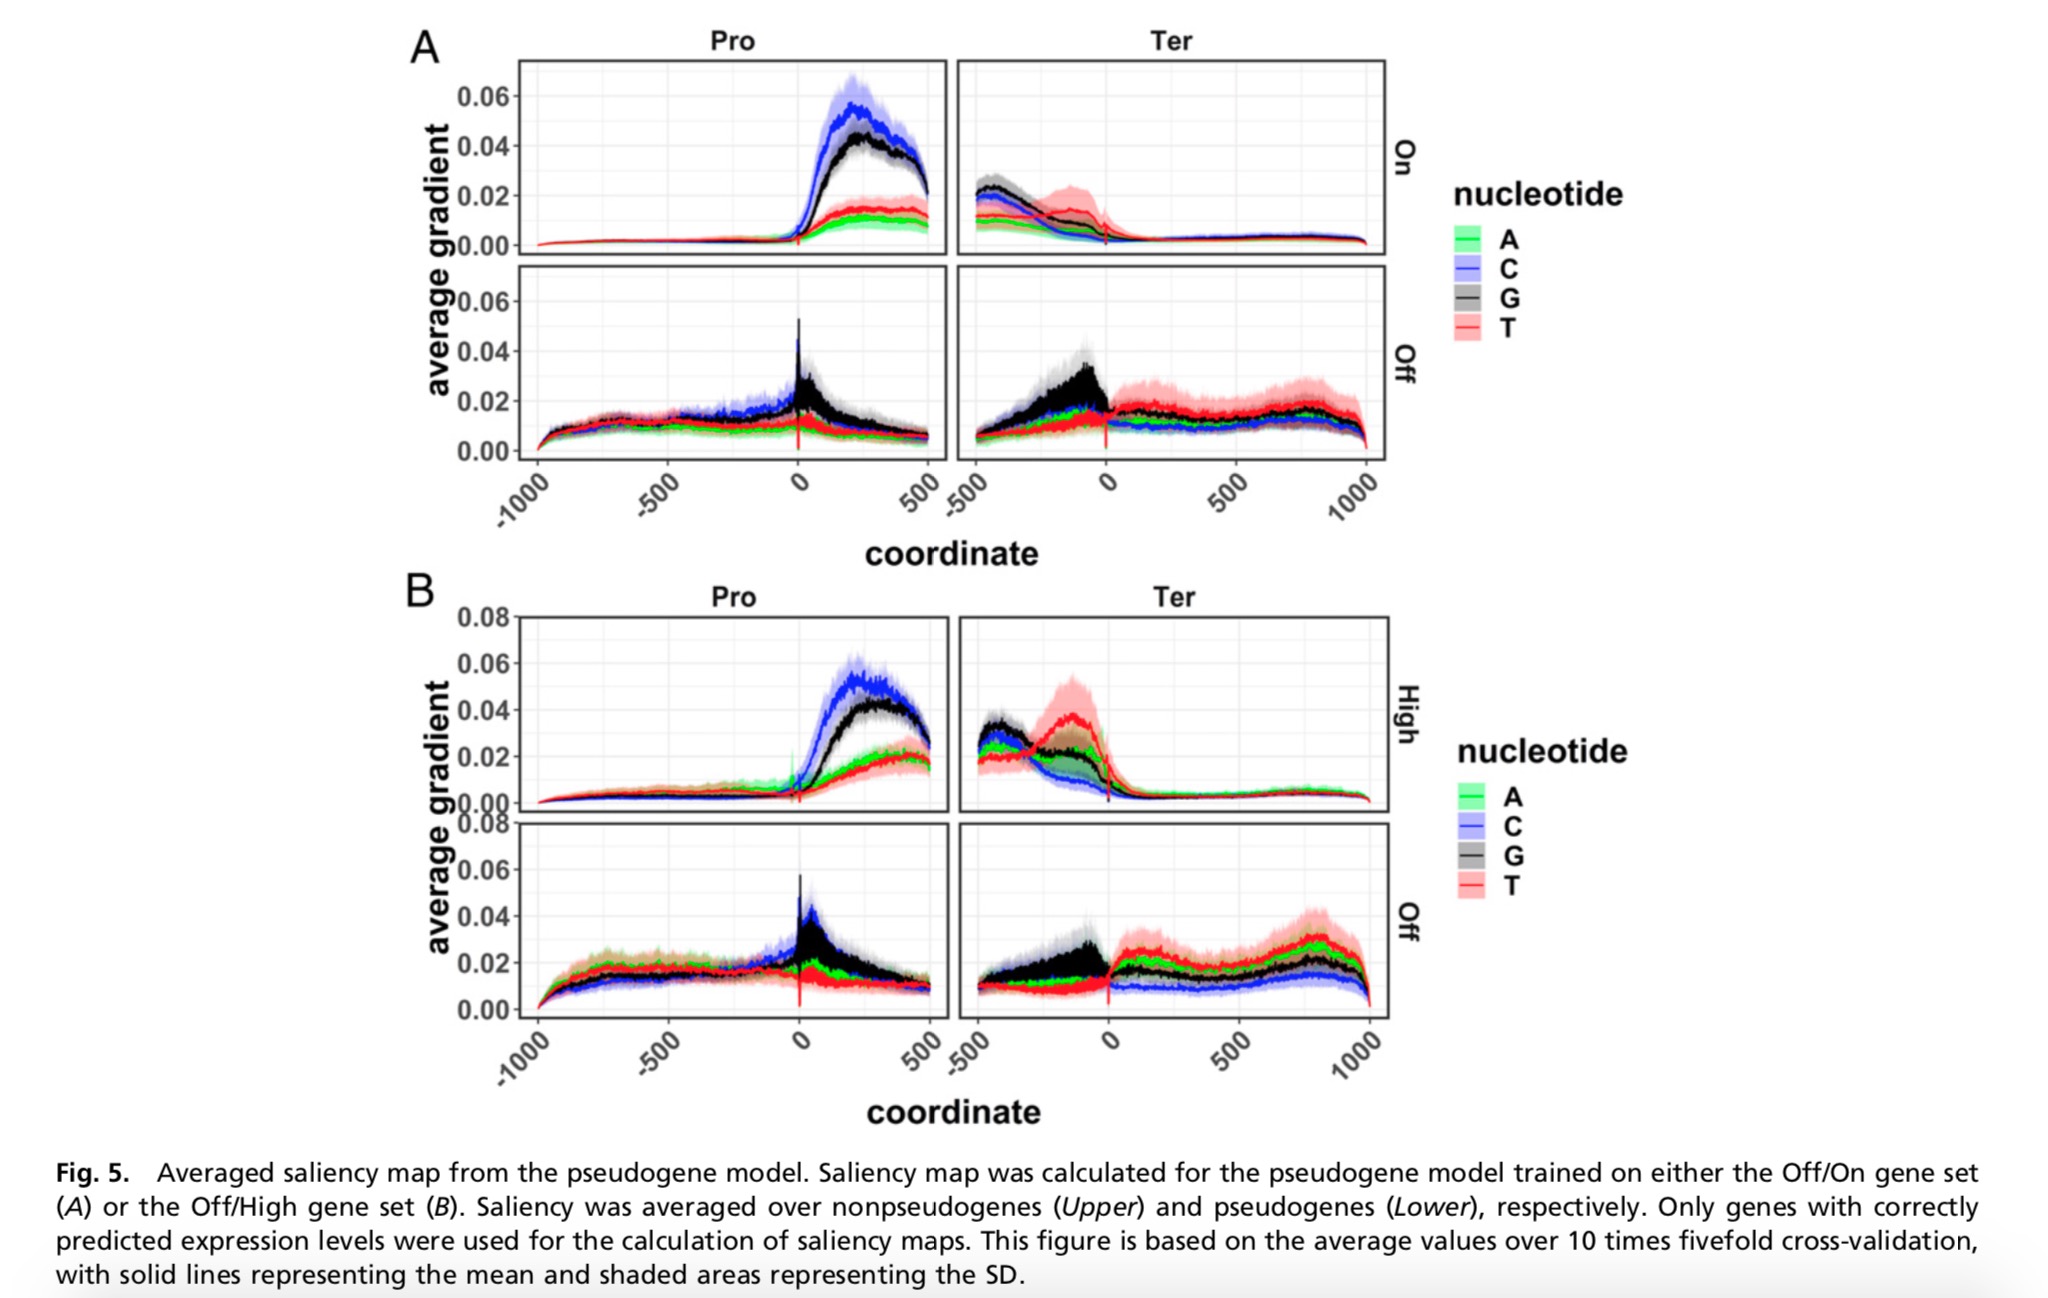 A
Pro Ter
0.06
0.04
0.02
0.00
average gradient
On
0.06
0.04
0.02
0.00
Off
-1000 -500 0 500 -500 0 500 1000
coordinate
nucleotide
A
C
G
T
B
Pro Ter
0.08
0.06
0.04
0.02
0.00
average gradient
High
0.08
0.06
0.04
0.02
0.00
Off
-1000 -500 0 500 -500 0 500 1000
coordinate
nucleotide
A
C
G
T
Fig. 5. Averaged saliency map from the pseudogene model. Saliency map was calculated for the pseudogene model trained on either the Off/On gene set
(A) or the Off/High gene set (B). Saliency was averaged over nonpseudogenes (Upper) and pseudogenes (Lower), respectively. Only genes with correctly
predicted expression levels were used for the calculation of saliency maps. This figure is based on the average values over 10 times fivefold cross-validation,
with solid lines representing the mean and shaded areas representing the SD.